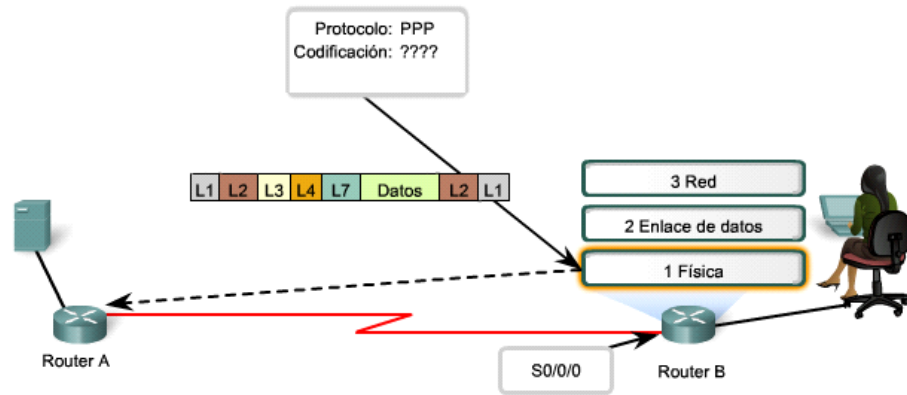 Protocolo: PPP
Codificación: ????
L1 L2 L3 L4 L7 Datos L2 L1
3 Red
2 Enlace de datos
1 Física
Router A
S0/0/0
Router B